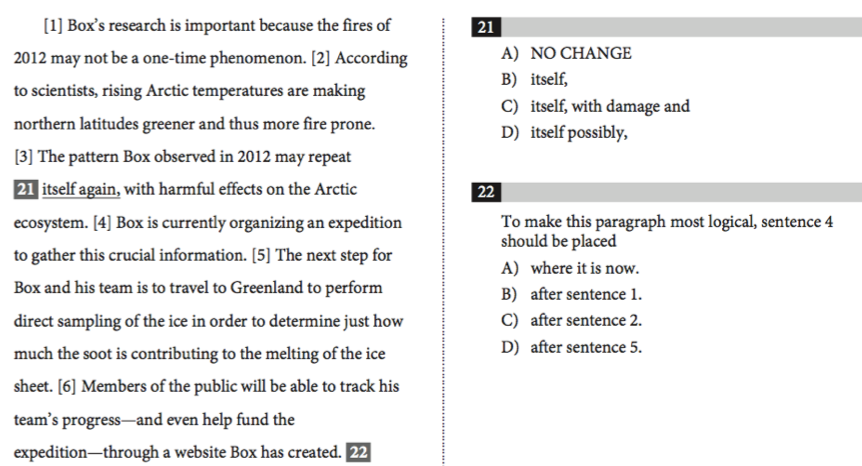 [1] Box's research is important because the fires of
2012 may not be a one-time phenomenon. [2] According
to scientists, rising Arctic temperatures are making
northern latitudes greener and thus more fire prone.
[3] The pattern Box observed in 2012 may repeat
21 itself again, with harmful effects on the Arctic
ecosystem. [4] Box is currently organizing an expedition
to gather this crucial information. [5] The next step for
Box and his team is to travel to Greenland to perform
direct sampling of the ice in order to determine just how
much the soot is contributing to the melting of the ice
sheet. [6] Members of the public will be able to track his
team's progress—and even help fund the
expedition—through a website Box has created. 22
21
A) NO CHANGE
B) itself,
C) itself, with damage and
D) itself possibly,
22
To make this paragraph most logical, sentence 4
should be placed
A) where it is now.
B) after sentence 1.
C) after sentence 2.
D) after sentence 5.